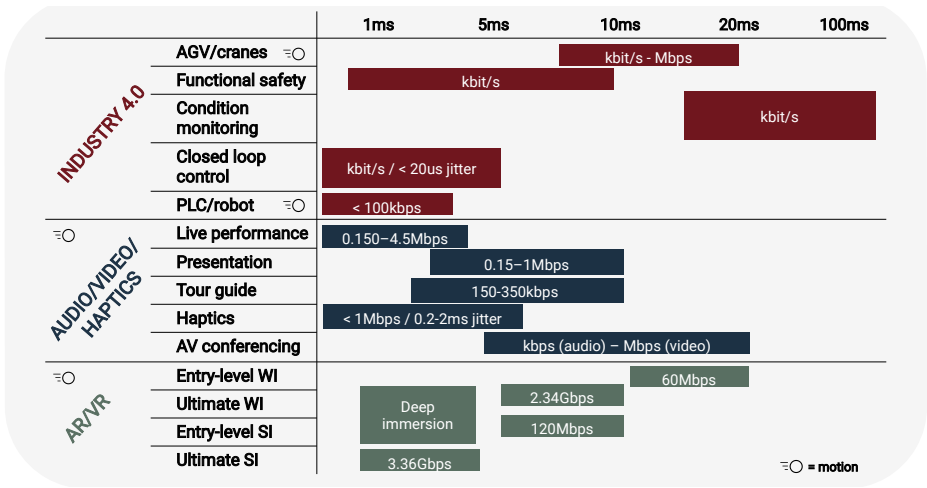 1ms 5ms 10ms 20ms 100ms
INDUSTRY 4.0
AGV/cranes
kbit/s - Mbps
Functional safety
kbit/s
Condition
monitoring
kbit/s
Closed loop
control
kbit/s / < 20us jitter
PLC/robot
< 100kbps
AUDIO/VIDEO/
HAPTICS
Live performance
0.150–4.5Mbps
Presentation
0.15–1Mbps
Tour guide
150-350kbps
Haptics
< 1Mbps / 0.2-2ms jitter
AV conferencing
kbps (audio) – Mbps (video)
AR/VR
Entry-level WI
60Mbps
Ultimate WI
2.34Gbps
Deep
immersion
Entry-level SI
120Mbps
Ultimate SI
3.36Gbps
= motion